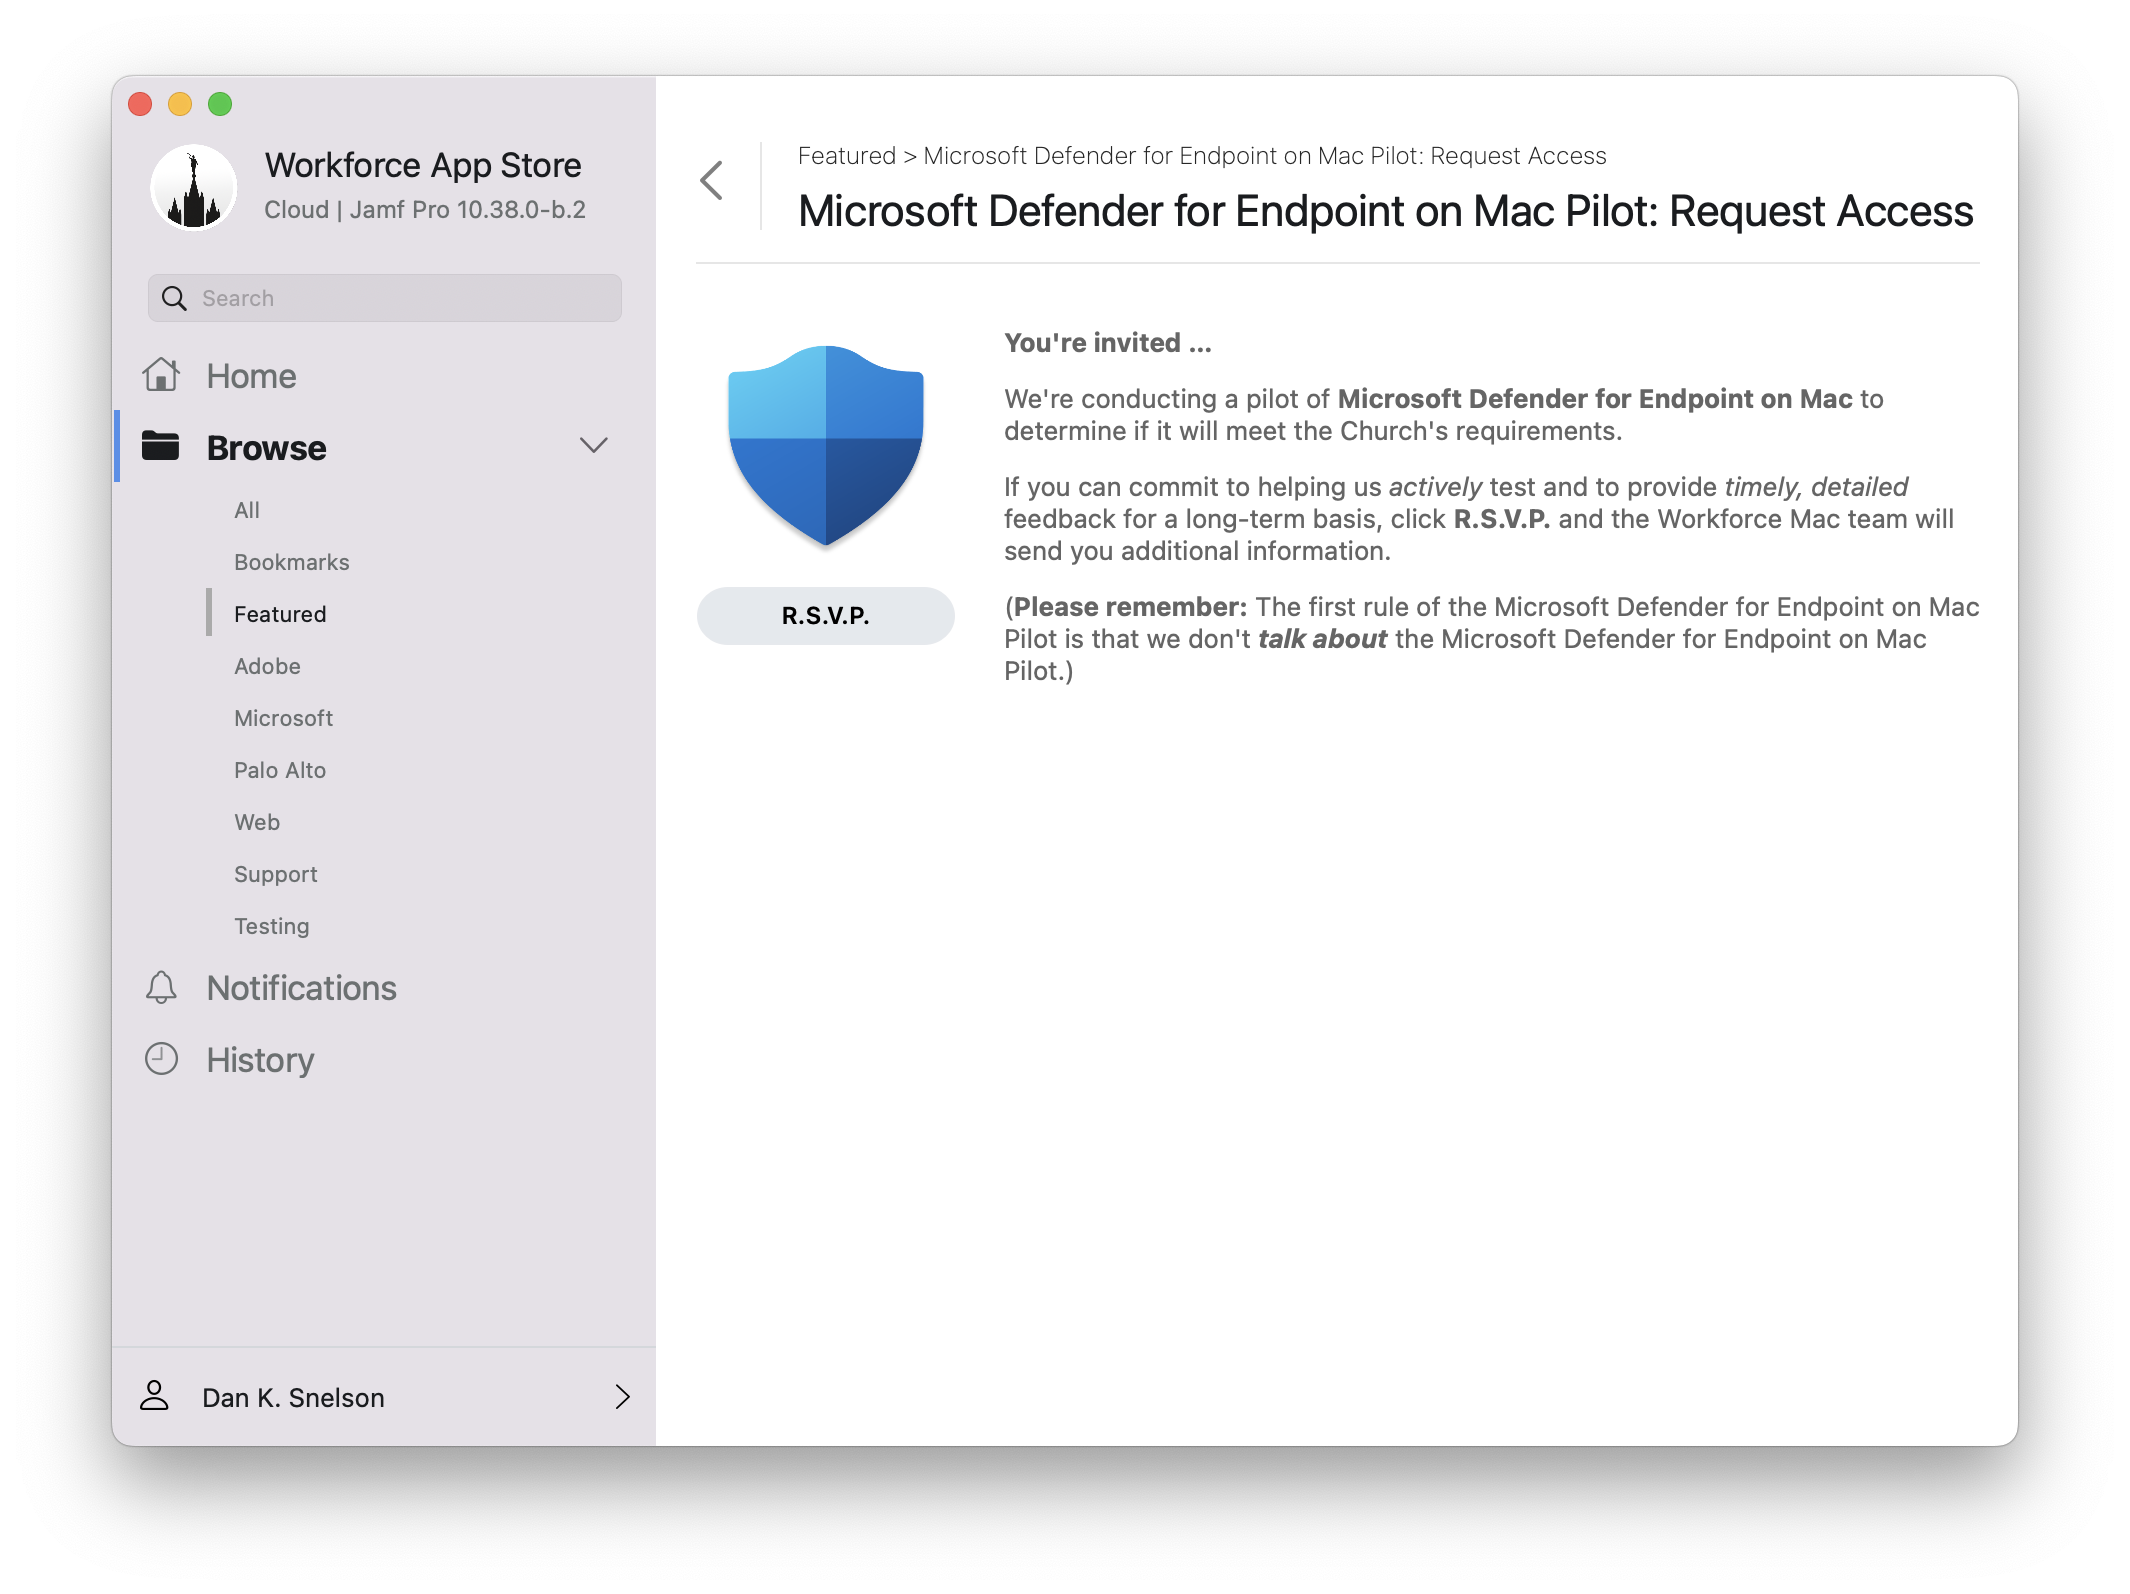 Workforce App Store
Cloud | Jamf Pro 10.38.0-b.2
Search
Home
Browse
All
Bookmarks
Featured
Adobe
Microsoft
Palo Alto
Web
Support
Testing
Notifications
History
Dan K. Snelson
Featured > Microsoft Defender for Endpoint on Mac Pilot: Request Access
Microsoft Defender for Endpoint on Mac Pilot: Request Access
R.S.V.P.
You're invited ...
We're conducting a pilot of Microsoft Defender for Endpoint on Mac to
determine if it will meet the Church's requirements.
If you can commit to helping us actively test and to provide timely, detailed
feedback for a long-term basis, click R.S.V.P. and the Workforce Mac team will
send you additional information.
(Please remember: The first rule of the Microsoft Defender for Endpoint on Mac
Pilot is that we don't talk about the Microsoft Defender for Endpoint on Mac
Pilot.)